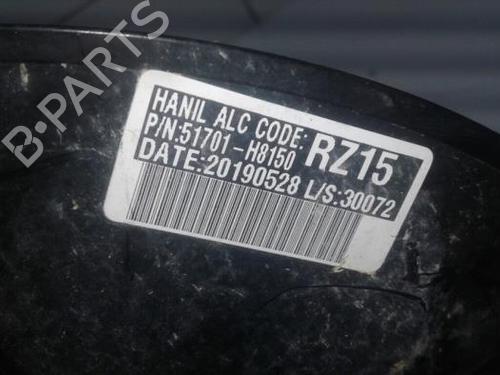 B-PARTS
HANIL ALC CODE: RZ15
P/N:51701-H8150
DATE:20190528 L/S:30072